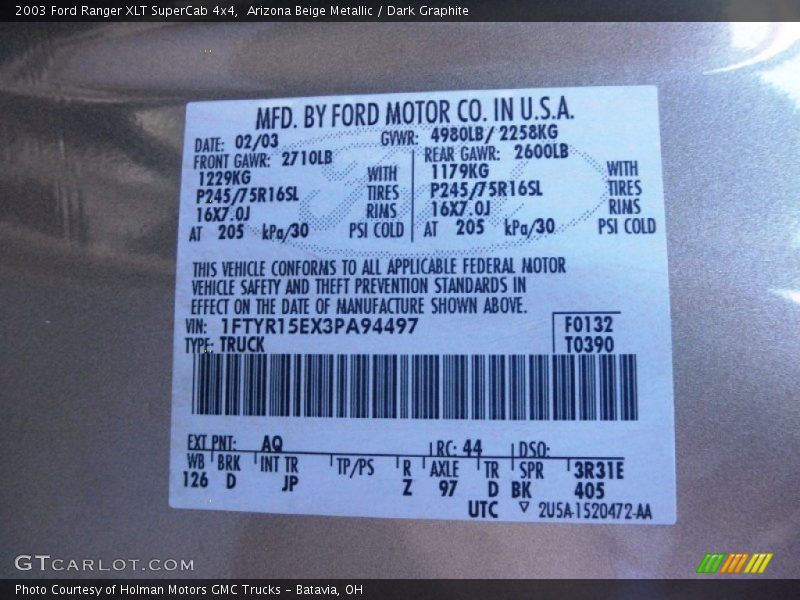 2003 Ford Ranger XLT SuperCab 4x4,  Arizona Beige Metallic / Dark Graphite
MFD. BY FORD MOTOR CO. IN U.S.A.
DATE: 02/03 GVWR: 4980LB/ 2258KG
FRONT GAWR: 2710LB REAR GAWR: 2600LB
1229KG WITH 1179KG WITH
P245/75R16SL TIRES P245/75R16SL TIRES
16X7.0J RIMS 16X7.0J RIMS
AT 205 kPa/30 PSI COLD AT 205 kPa/30 PSI COLD
THIS VEHICLE CONFORMS TO ALL APPLICABLE FEDERAL MOTOR
VEHICLE SAFETY AND THEFT PREVENTION STANDARDS IN
EFFECT ON THE DATE OF MANUFACTURE SHOWN ABOVE.
VIN: 1FTYR15EX3PA94497 F0132
TYPE: TRUCK T0390
EXT PNT: AQ RC: 44 DSO:
WB BRK INT TR TP/PS R AXLE TR SPR 3R31E
126 D JP Z 97 D BK 405
UTC ▽ 2U5A-1520472-AA
GTCARLOT.COM
Photo Courtesy of Holman Motors GMC Trucks - Batavia, OH